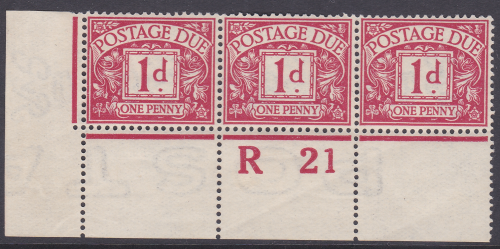 POSTAGE DUE POSTAGE DUE POSTAGE DUE
1d 1d 1d
ONE PENNY ONE PENNY ONE PENNY
R 21